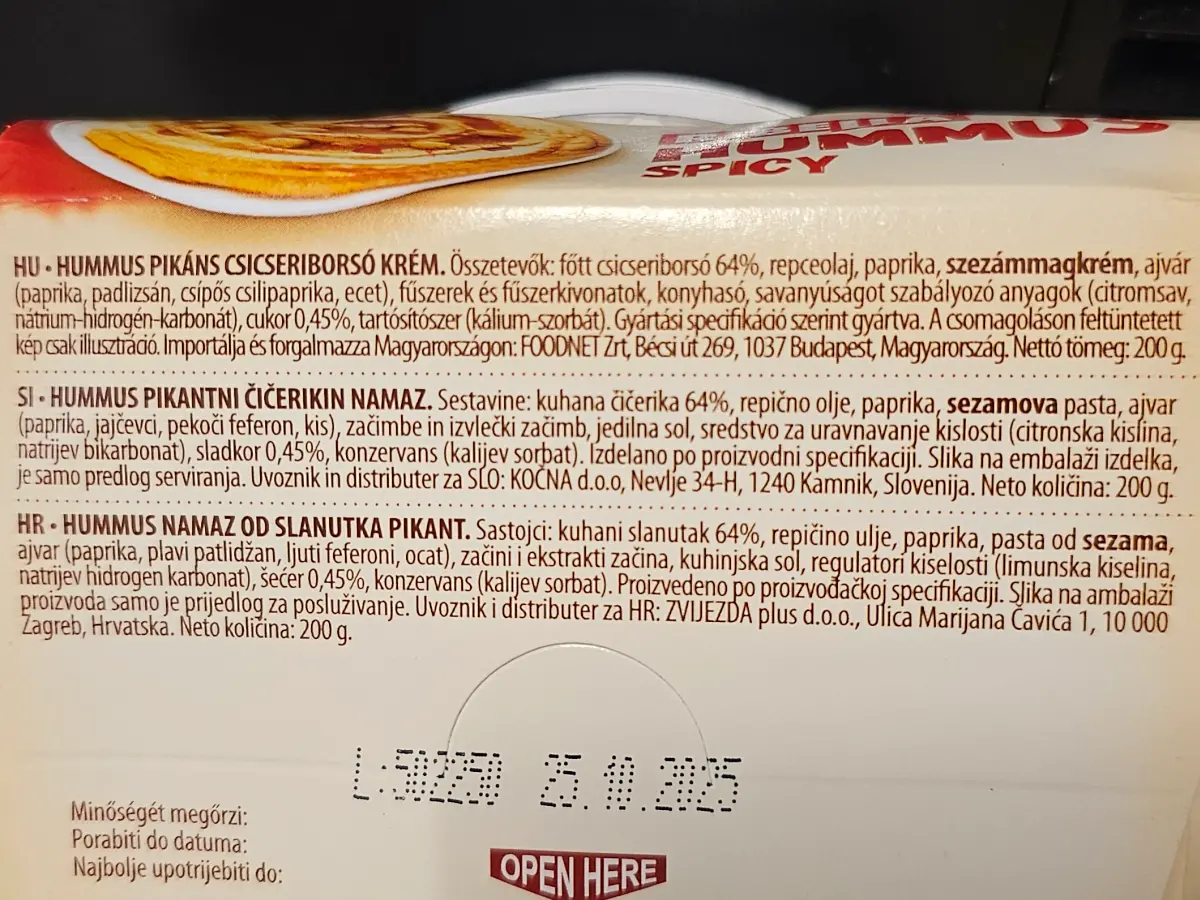 HUMMUS
SPICY
HU • HUMMUS PIKÁNS CSICSERIBORSÓ KRÉM. Összetevők: főtt csicseriborsó 64%, repceolaj, paprika, szezámmagkrém, ajvár
(paprika, padlizsán, csípős csilipaprika, ecet), fűszerek és fűszerkivonatok, konyhasó, savanyúságot szabályozó anyagok (citromsav,
nátrium-hidrogén-karbonát), cukor 0,45%, tartósítószer (kálium-szorbát). Gyártási specifikáció szerint gyártva. A csomagoláson feltüntetett
kép csak illusztráció. Importálja és forgalmazza Magyarországon: FOODNET Zrt, Bécsi út 269, 1037 Budapest, Magyarország. Nettó tömeg: 200 g.
SI • HUMMUS PIKANTNI ČIČERIKIN NAMAZ. Sestavine: kuhana čičerika 64%, repično olje, paprika, sezamova pasta, ajvar
(paprika, jajčevci, pekoči feferon, kis), začimbe in izvlečki začimb, jedilna sol, sredstvo za uravnavanje kislosti (citronska kislina,
natrijev bikarbonat), sladkor 0,45%, konzervans (kalijev sorbat). Izdelano po proizvodni specifikaciji. Slika na embalaži izdelka,
je samo predlog serviranja. Uvoznik in distributer za SLO: KOČNA d.o.o, Nevlje 34-H, 1240 Kamnik, Slovenija. Neto količina: 200 g.
HR • HUMMUS NAMAZ OD SLANUTKA PIKANT. Sastojci: kuhani slanutak 64%, repičino ulje, paprika, pasta od sezama,
ajvar (paprika, plavi patlidžan, ljuti feferoni, ocat), začini i ekstrakti začina, kuhinjska sol, regulatori kiselosti (limunska kiselina,
natrijev hidrogen karbonat), šećer 0,45%, konzervans (kalijev sorbat). Proizvedeno po proizvođačkoj specifikaciji. Slika na ambalaži
proizvoda samo je prijedlog za posluživanje. Uvoznik i distributer za HR: ZVIJEZDA plus d.o.o., Ulica Marijana Čavića 1, 10 000
Zagreb, Hrvatska. Neto količina: 200 g.
L:502250 25.10.2025
Minőségét megőrzi:
Porabiti do datuma:
Najbolje upotrijebiti do:
OPEN HERE